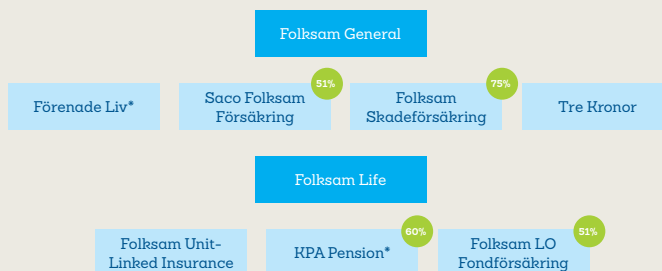 Folksam General
51%
75%
Förenade Liv*
Saco Folksam
Försäkring
Folksam
Skadeförsäkring
Tre Kronor
Folksam Life
60%
51%
Folksam Unit-
Linked Insurance
KPA Pension*
Folksam LO
Fondförsäkring